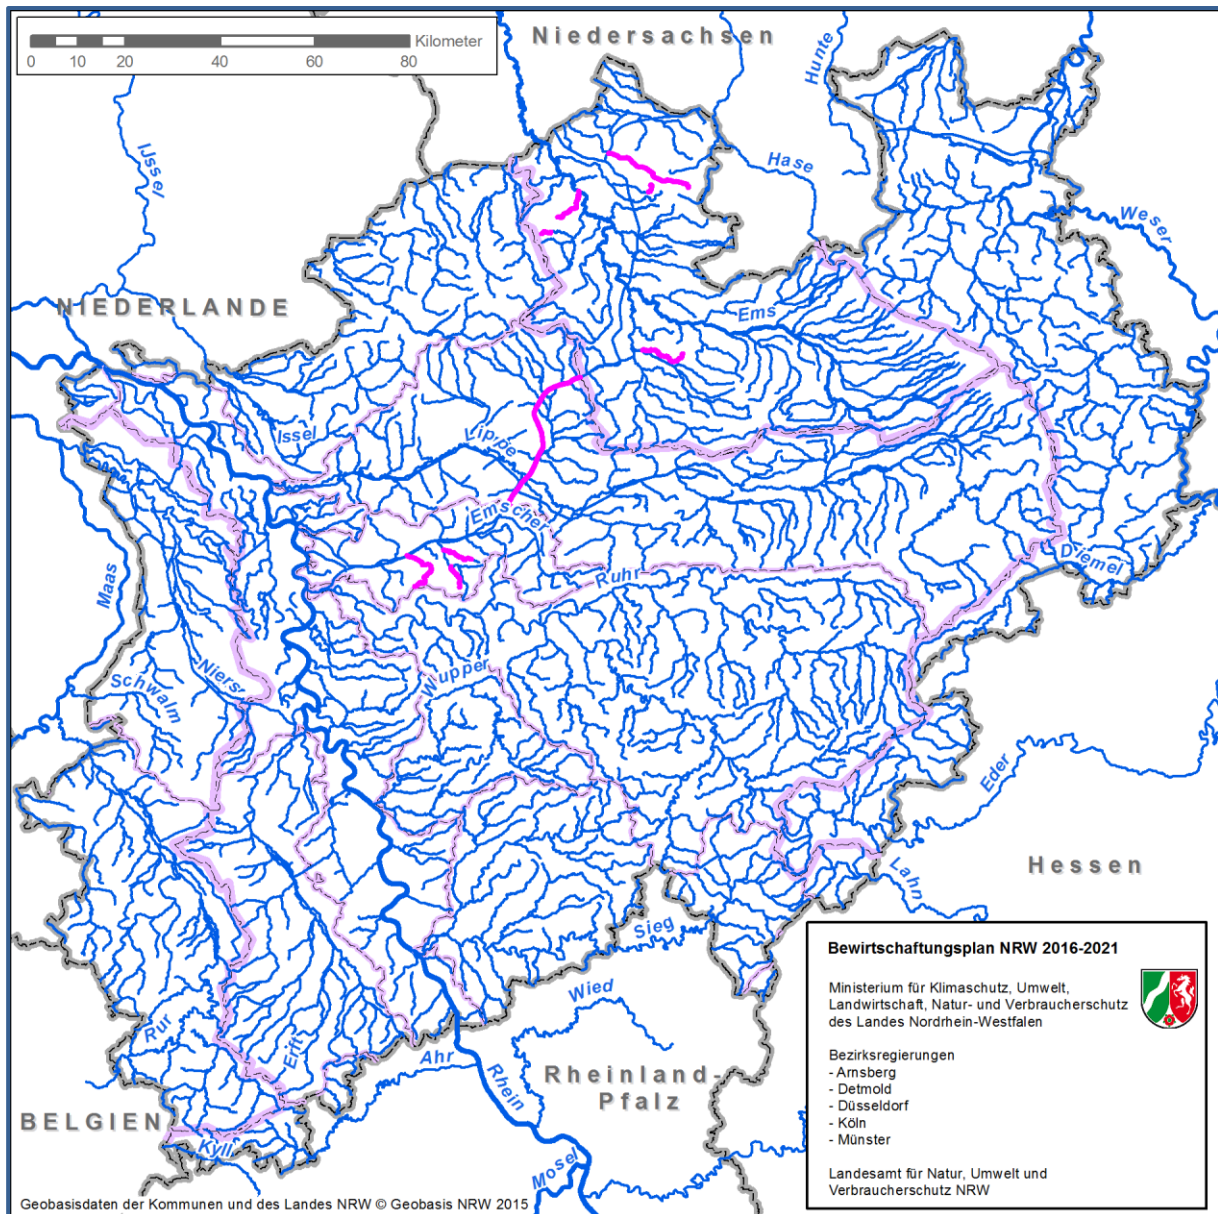 Kilometer
0 10 20 40 60 80
Niedersachsen
Hunte
IJssel
Hase
Weser
NIEDERLANDE
Ems
Issel
Lippe
Emscher
Maas
Diemel
Ruhr
Wupper
Niers
Schwalm
Eder
Hessen
Lahn
Sieg
Wied
Rur
Erft
Ahr
Rhein
Rheinland-
Pfalz
BELGIEN
Kyll
Mosel
Bewirtschaftungsplan NRW 2016-2021
Ministerium für Klimaschutz, Umwelt,
Landwirtschaft, Natur- und Verbraucherschutz
des Landes Nordrhein-Westfalen
Bezirksregierungen
- Arnsberg
- Detmold
- Düsseldorf
- Köln
- Münster
Landesamt für Natur, Umwelt und
Verbraucherschutz NRW
Geobasisdaten der Kommunen und des Landes NRW © Geobasis NRW 2015